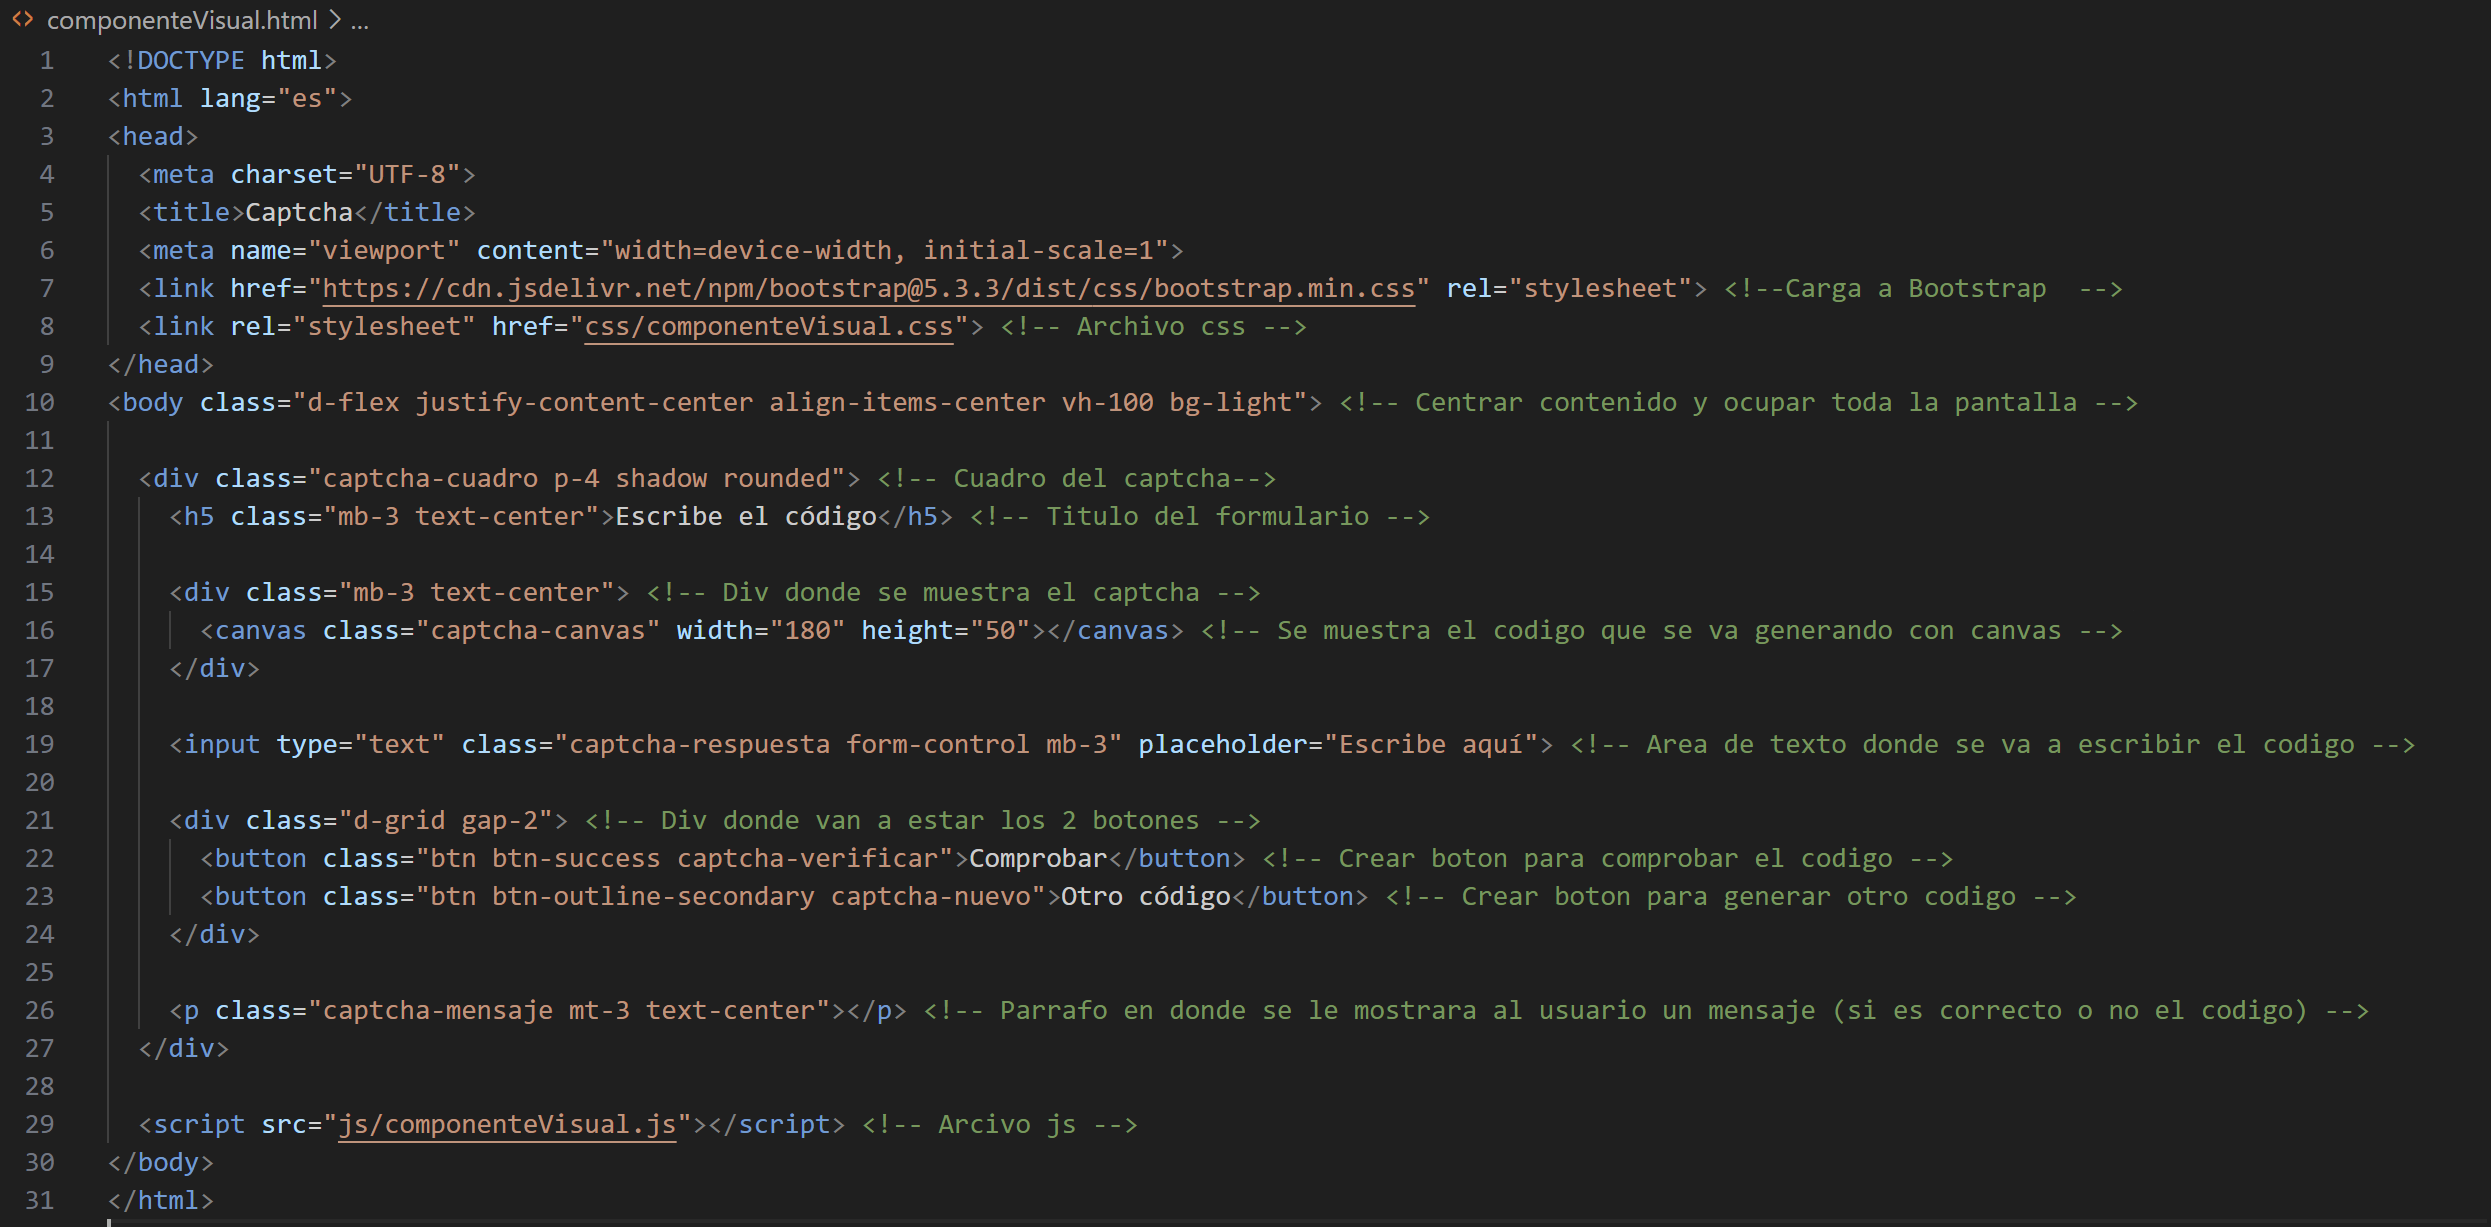 componenteVisual.html > ...
1 <!DOCTYPE html>
2 <html lang="es">
3 <head>
4 <meta charset="UTF-8">
5 <title>Captcha</title>
6 <meta name="viewport" content="width=device-width, initial-scale=1">
7 <link href="https://cdn.jsdelivr.net/npm/bootstrap@5.3.3/dist/css/bootstrap.min.css" rel="stylesheet"> <!--Carga a Bootstrap  -->
8 <link rel="stylesheet" href="css/componenteVisual.css"> <!-- Archivo css -->
9 </head>
10 <body class="d-flex justify-content-center align-items-center vh-100 bg-light"> <!-- Centrar contenido y ocupar toda la pantalla -->
11
12 <div class="captcha-cuadro p-4 shadow rounded"> <!-- Cuadro del captcha-->
13 <h5 class="mb-3 text-center">Escribe el código</h5> <!-- Titulo del formulario -->
14
15 <div class="mb-3 text-center"> <!-- Div donde se muestra el captcha -->
16 <canvas class="captcha-canvas" width="180" height="50"></canvas> <!-- Se muestra el codigo que se va generando con canvas -->
17 </div>
18
19 <input type="text" class="captcha-respuesta form-control mb-3" placeholder="Escribe aquí"> <!-- Area de texto donde se va a escribir el codigo -->
20
21 <div class="d-grid gap-2"> <!-- Div donde van a estar los 2 botones -->
22 <button class="btn btn-success captcha-verificar">Comprobar</button> <!-- Crear boton para comprobar el codigo -->
23 <button class="btn btn-outline-secondary captcha-nuevo">Otro código</button> <!-- Crear boton para generar otro codigo -->
24 </div>
25
26 <p class="captcha-mensaje mt-3 text-center"></p> <!-- Parrafo en donde se le mostrara al usuario un mensaje (si es correcto o no el codigo) -->
27 </div>
28
29 <script src="js/componenteVisual.js"></script> <!-- Arcivo js -->
30 </body>
31 </html>